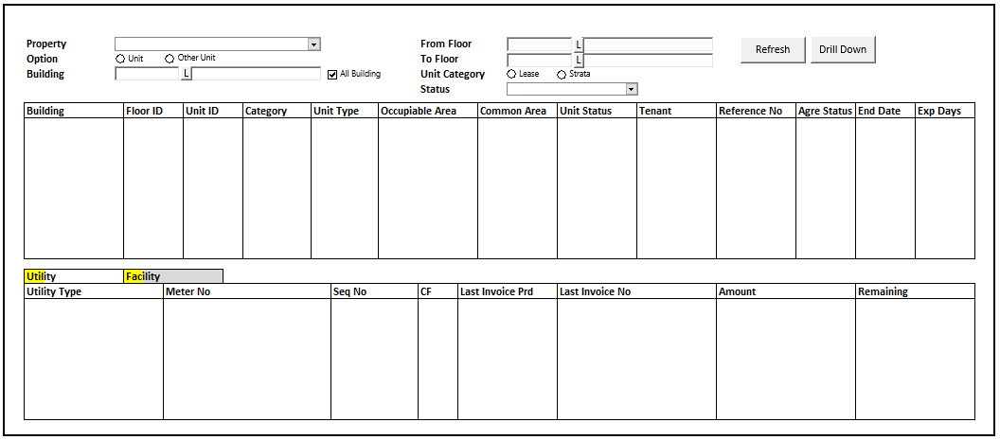 Property From Floor L Refresh Drill Down
Option Unit Other Unit To Floor L
Building L All Building Unit Category Lease Strata
Status
Building Floor ID Unit ID Category Unit Type Occupiable Area Common Area Unit Status Tenant Reference No Agre Status End Date Exp Days
Utility Facility
Utility Type Meter No Seq No CF Last Invoice Prd Last Invoice No Amount Remaining